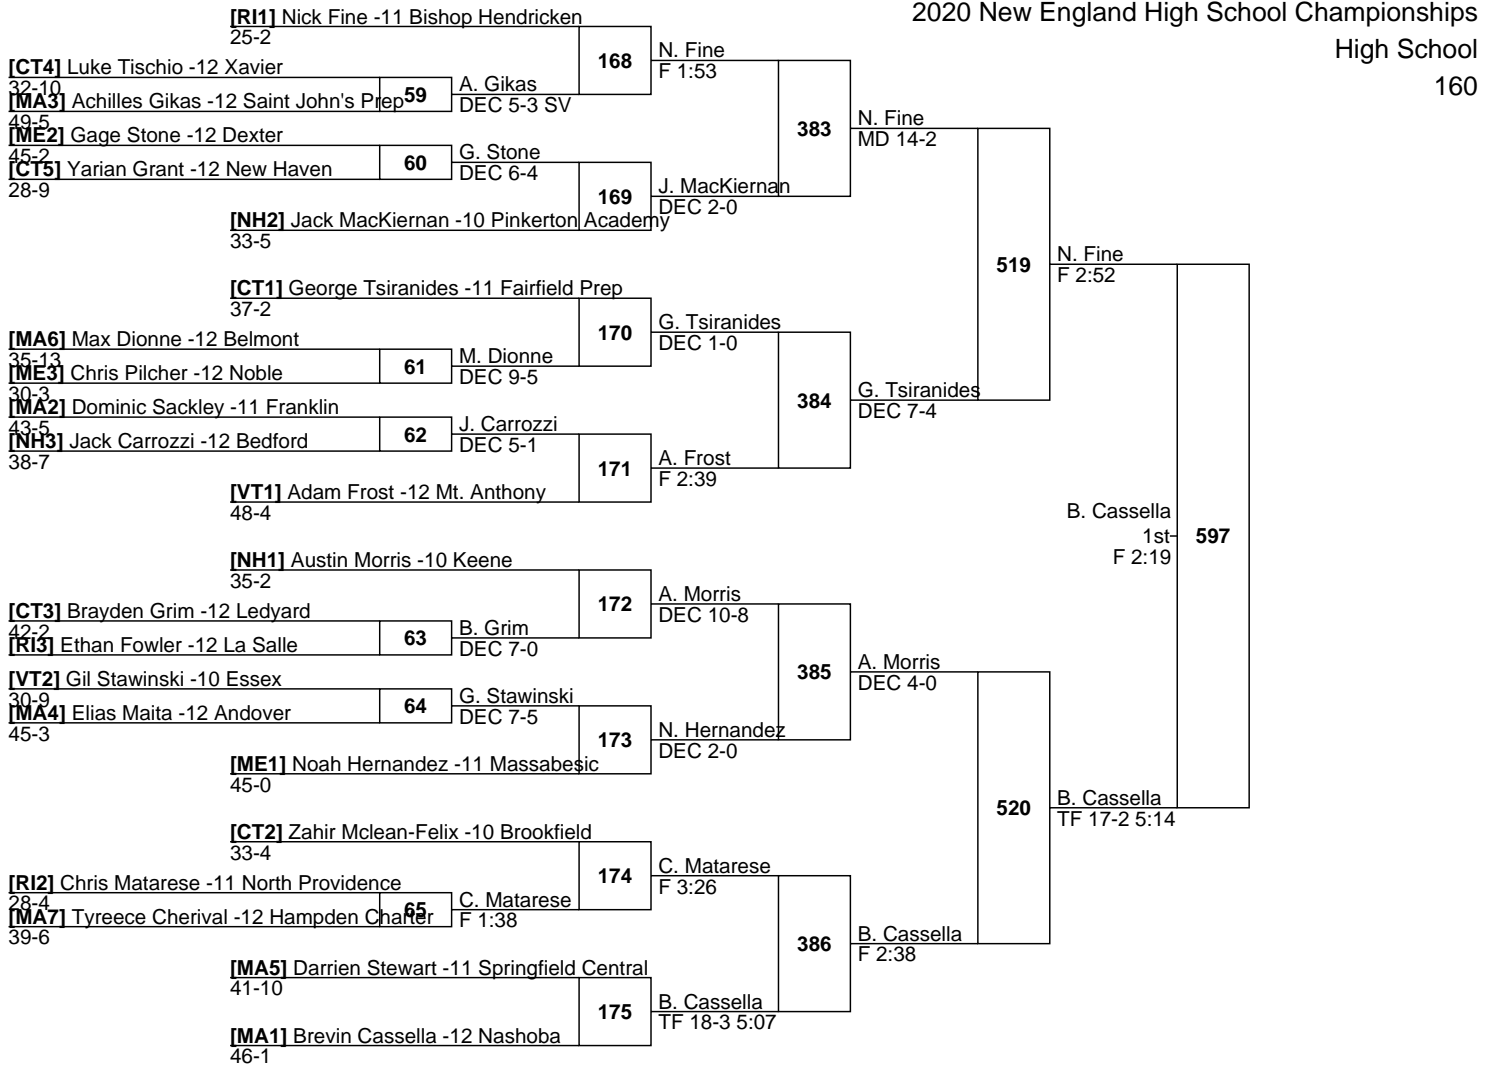 2020 New England High School Championships
High School
160
[RI1] Nick Fine -11 Bishop Hendricken
25-2
[CT4] Luke Tischio -12 Xavier
32-10
[MA3] Achilles Gikas -12 Saint John's Prep
49-5
59
A. Gikas
DEC 5-3 SV
[ME2] Gage Stone -12 Dexter
45-2
[CT5] Yarian Grant -12 New Haven
28-9
60
G. Stone
DEC 6-4
[NH2] Jack MacKiernan -10 Pinkerton Academy
33-5
168
N. Fine
F 1:53
169
J. MacKiernan
DEC 2-0
383
N. Fine
MD 14-2
[CT1] George Tsiranides -11 Fairfield Prep
37-2
[MA6] Max Dionne -12 Belmont
35-13
[ME3] Chris Pilcher -12 Noble
30-3
61
M. Dionne
DEC 9-5
[MA2] Dominic Sackley -11 Franklin
43-5
[NH3] Jack Carrozzi -12 Bedford
38-7
62
J. Carrozzi
DEC 5-1
[VT1] Adam Frost -12 Mt. Anthony
48-4
170
G. Tsiranides
DEC 1-0
171
A. Frost
F 2:39
384
G. Tsiranides
DEC 7-4
519
N. Fine
F 2:52
[NH1] Austin Morris -10 Keene
35-2
[CT3] Brayden Grim -12 Ledyard
42-2
[RI3] Ethan Fowler -12 La Salle
63
B. Grim
DEC 7-0
[VT2] Gil Stawinski -10 Essex
30-9
[MA4] Elias Maita -12 Andover
45-3
64
G. Stawinski
DEC 7-5
[ME1] Noah Hernandez -11 Massabesic
45-0
172
A. Morris
DEC 10-8
173
N. Hernandez
DEC 2-0
385
A. Morris
DEC 4-0
[CT2] Zahir Mclean-Felix -10 Brookfield
33-4
[RI2] Chris Matarese -11 North Providence
28-4
[MA7] Tyreece Cherival -12 Hampden Charter
39-6
65
C. Matarese
F 1:38
[MA5] Darrien Stewart -11 Springfield Central
41-10
[MA1] Brevin Cassella -12 Nashoba
46-1
174
C. Matarese
F 3:26
175
B. Cassella
TF 18-3 5:07
386
B. Cassella
F 2:38
520
B. Cassella
TF 17-2 5:14
B. Cassella
1st
F 2:19
597